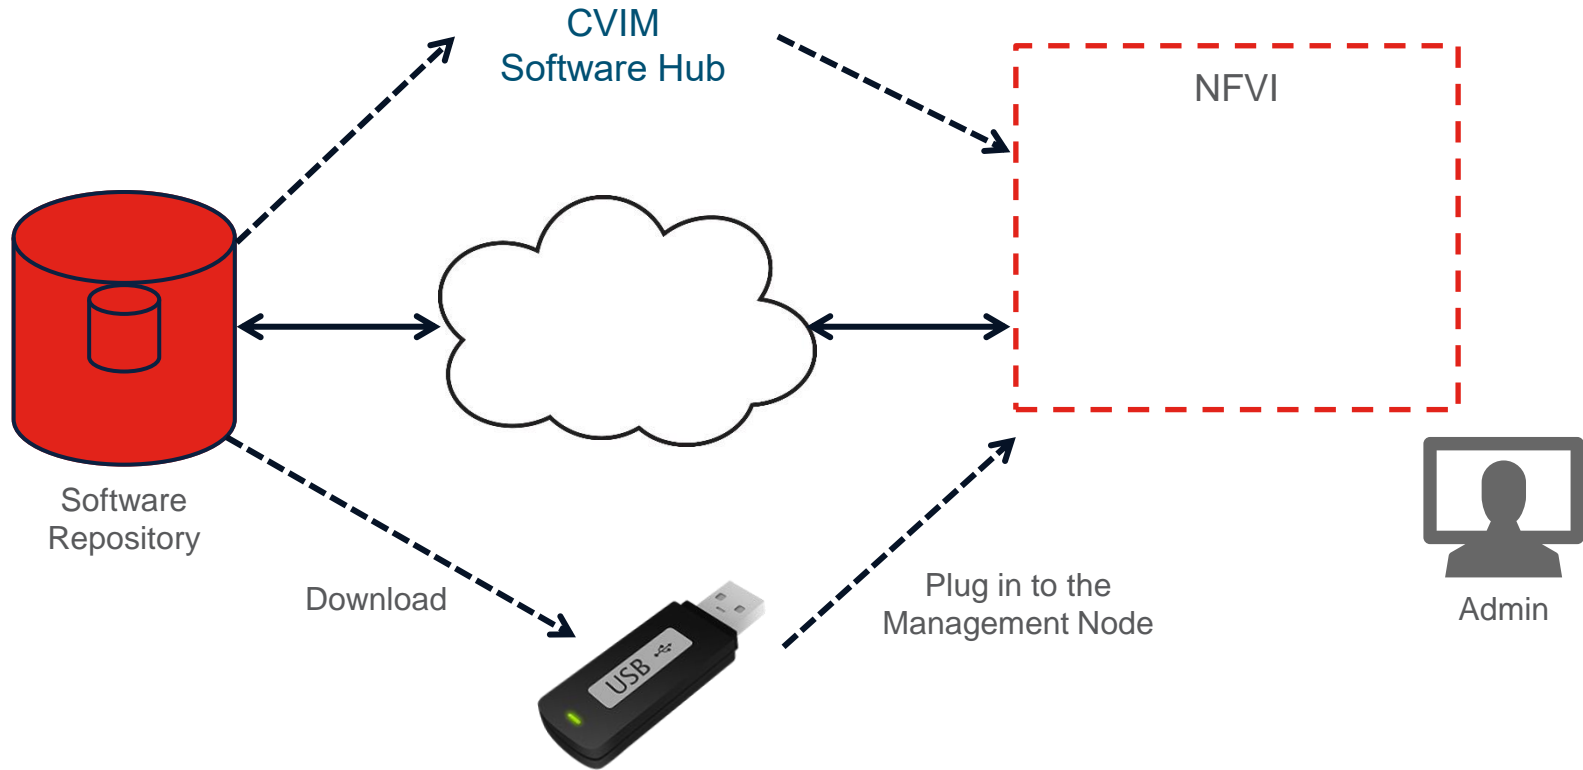 CVIM
Software Hub
NFVI
Software
Repository
Download
USB
Plug in to the
Management Node
Admin